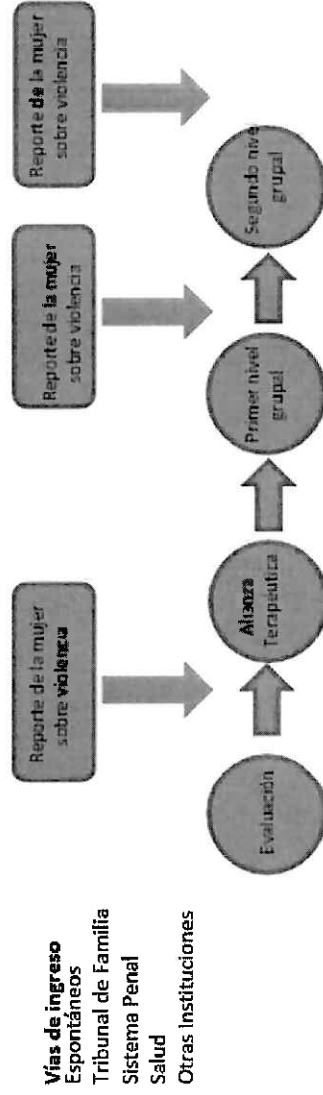 Vías de ingreso
Espontáneos
Tribunal de Familia
Sistema Penal
Salud
Otras Instituciones
Reporte de la mujer
sobre violencia
Reporte de la mujer
sobre violencia
Reporte de la mujer
sobre violencia
Evaluación
Alianza
Terapeutica
Primer nivel
grupal
Segundo nivel
grupal